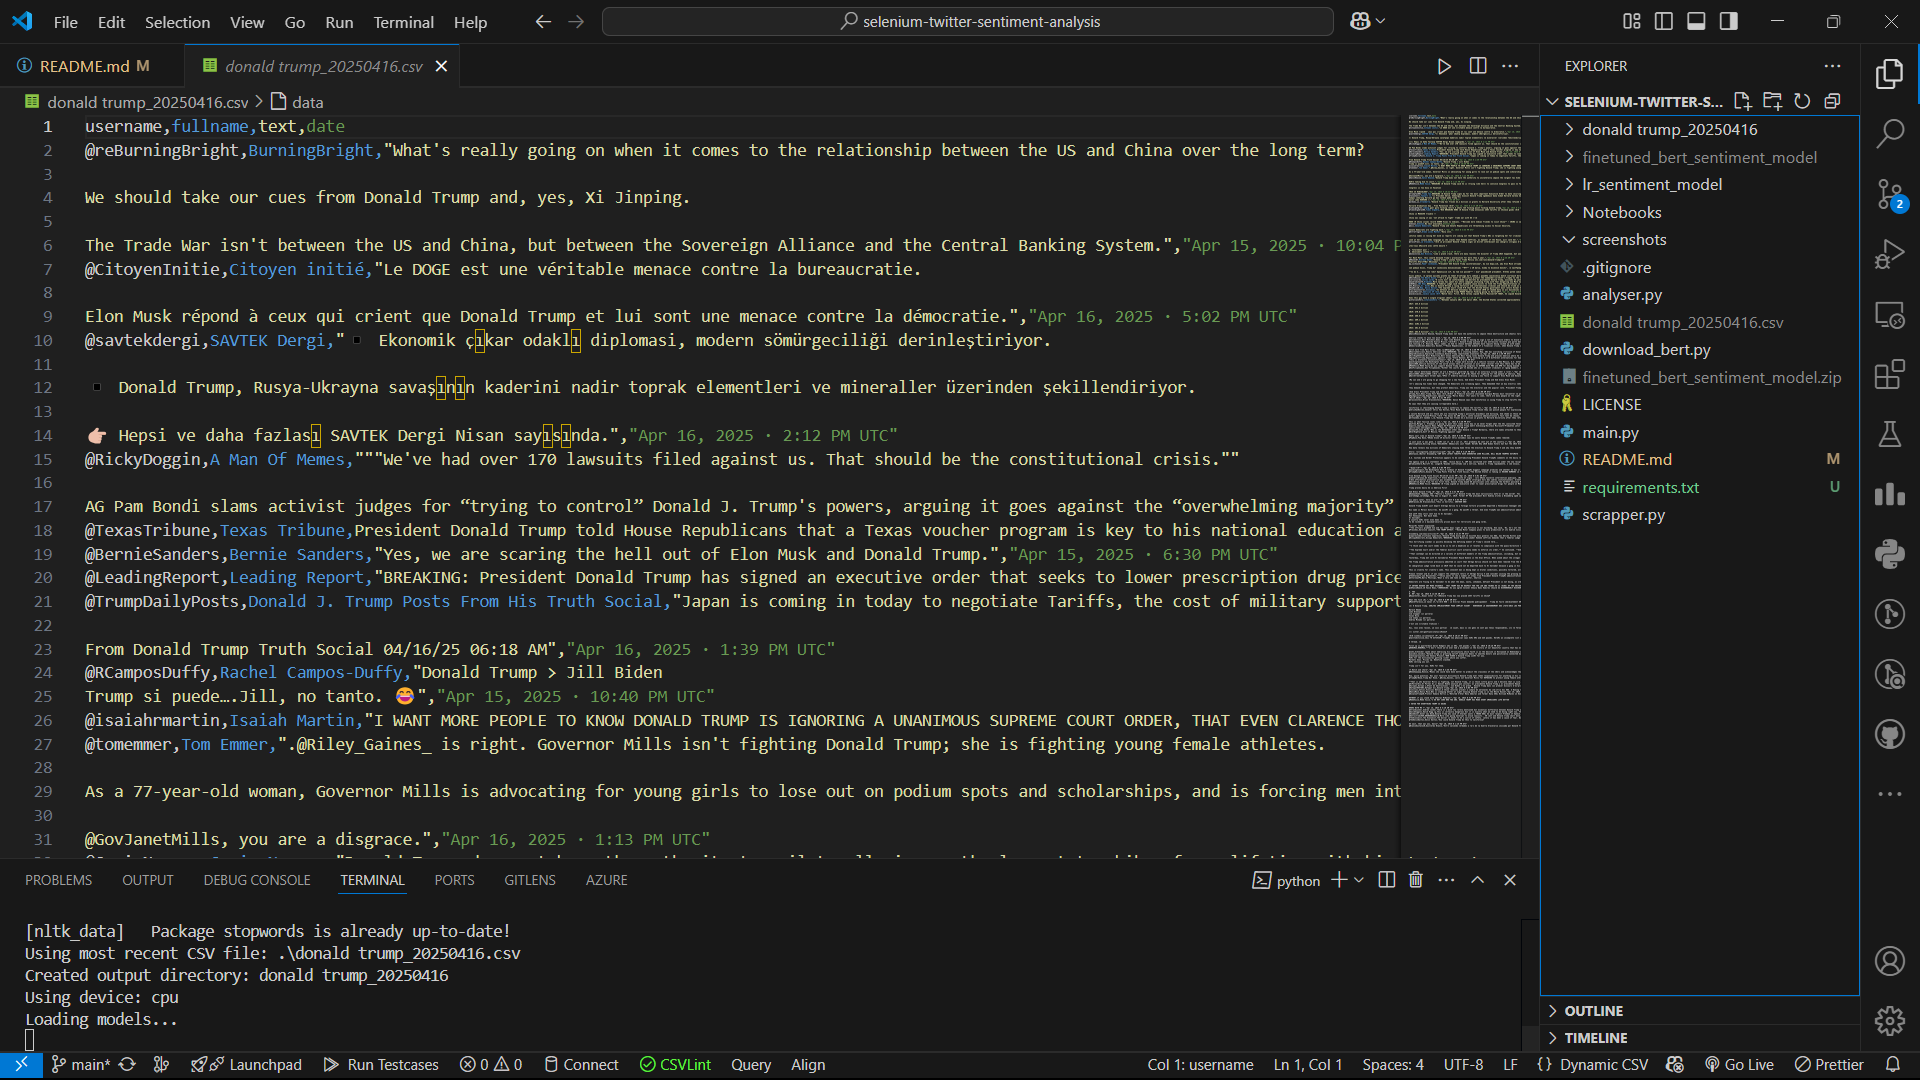 File Edit Selection View Go Run Terminal Help
selenium-twitter-sentiment-analysis
README.md M
donald trump_20250416.csv
donald trump_20250416.csv > data
1 username,fullname,text,date
2 @reBurningBright,BurningBright,"What's really going on when it comes to the relationship between the US and China over the long term?
3
4 We should take our cues from Donald Trump and, yes, Xi Jinping.
5
6 The Trade War isn't between the US and China, but between the Sovereign Alliance and the Central Banking System.","Apr 15, 2025 · 10:04 P
7 @CitoyenInitie,Citoyen initié,"Le DOGE est une véritable menace contre la bureaucratie.
8
9 Elon Musk répond à ceux qui crient que Donald Trump et lui sont une menace contre la démocratie.","Apr 16, 2025 · 5:02 PM UTC"
10 @savtekdergi,SAVTEK Dergi,"▪ Ekonomik çıkar odaklı diplomasi, modern sömürgeciliği derinleştiriyor.
11
12 ▪ Donald Trump, Rusya-Ukrayna savaşının kaderini nadir toprak elementleri ve mineraller üzerinden şekillendiriyor.
13
14 👉🏻 Hepsi ve daha fazlası SAVTEK Dergi Nisan sayısında.","Apr 16, 2025 · 2:12 PM UTC"
15 @RickyDoggin,A Man Of Memes,"""We've had over 170 lawsuits filed against us. That should be the constitutional crisis.""
16
17 AG Pam Bondi slams activist judges for “trying to control” Donald J. Trump's powers, arguing it goes against the “overwhelming majority”
18 @TexasTribune,Texas Tribune,President Donald Trump told House Republicans that a Texas voucher program is key to his national education a
19 @BernieSanders,Bernie Sanders,"Yes, we are scaring the hell out of Elon Musk and Donald Trump.","Apr 15, 2025 · 6:30 PM UTC"
20 @LeadingReport,Leading Report,"BREAKING: President Donald Trump has signed an executive order that seeks to lower prescription drug price
21 @TrumpDailyPosts,Donald J. Trump Posts From His Truth Social,"Japan is coming in today to negotiate Tariffs, the cost of military support
22
23 From Donald Trump Truth Social 04/16/25 06:18 AM","Apr 16, 2025 · 1:39 PM UTC"
24 @RCamposDuffy,Rachel Campos-Duffy,"Donald Trump > Jill Biden
25 Trump si puede….Jill, no tanto. 😂","Apr 15, 2025 · 10:40 PM UTC"
26 @isaiahrmartin,Isaiah Martin,"I WANT MORE PEOPLE TO KNOW DONALD TRUMP IS IGNORING A UNANIMOUS SUPREME COURT ORDER, THAT EVEN CLARENCE THO
27 @tomemmer,Tom Emmer,".@Riley_Gaines_ is right. Governor Mills isn't fighting Donald Trump; she is fighting young female athletes.
28
29 As a 77-year-old woman, Governor Mills is advocating for young girls to lose out on podium spots and scholarships, and is forcing men int
30
31 @GovJanetMills, you are a disgrace.","Apr 16, 2025 · 1:13 PM UTC"
EXPLORER
SELENIUM-TWITTER-S...
donald trump_20250416
finetuned_bert_sentiment_model
lr_sentiment_model
Notebooks
screenshots
.gitignore
analyser.py
donald trump_20250416.csv
download_bert.py
finetuned_bert_sentiment_model.zip
LICENSE
main.py
README.md M
requirements.txt U
scrapper.py
OUTLINE
TIMELINE
2
PROBLEMS OUTPUT DEBUG CONSOLE TERMINAL PORTS GITLENS AZURE
python
[nltk_data] Package stopwords is already up-to-date!
Using most recent CSV file: .\donald trump_20250416.csv
Created output directory: donald trump_20250416
Using device: cpu
Loading models...
main* Launchpad Run Testcases 0 0 Connect CSVLint Query Align Col 1: username Ln 1, Col 1 Spaces: 4 UTF-8 LF {} Dynamic CSV Go Live Prettier